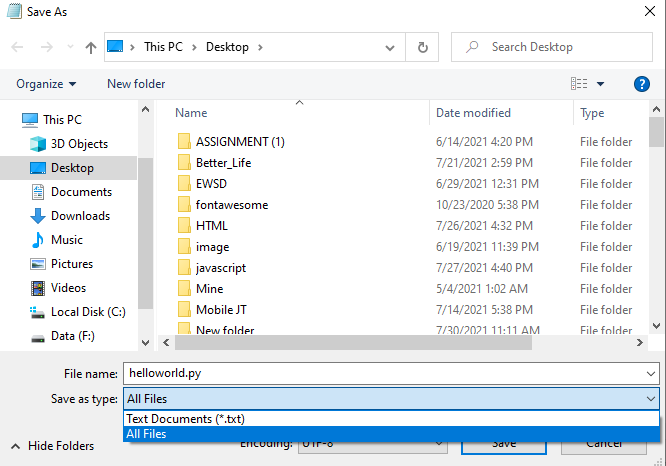 Save As
This PC > Desktop >
Search Desktop
Organize
New folder
This PC
3D Objects
Desktop
Documents
Downloads
Music
Pictures
Videos
Local Disk (C:)
Data (F:)
Name Date modified Type
ASSIGNMENT (1) 6/14/2021 4:20 PM File folder
Better_Life 7/21/2021 2:59 PM File folder
EWSD 6/29/2021 12:31 PM File folder
fontawesome 10/23/2020 5:38 PM File folder
HTML 7/26/2021 4:32 PM File folder
image 6/19/2021 11:39 PM File folder
javascript 7/27/2021 4:40 PM File folder
Mine 5/4/2021 1:02 AM File folder
Mobile JT 7/14/2021 5:38 PM File folder
New folder 7/30/2021 11:11 AM File folder
File name: helloworld.py
Save as type: All Files
Text Documents (*.txt)
All Files
Hide Folders
Encoding: UTF-8
Save
Cancel